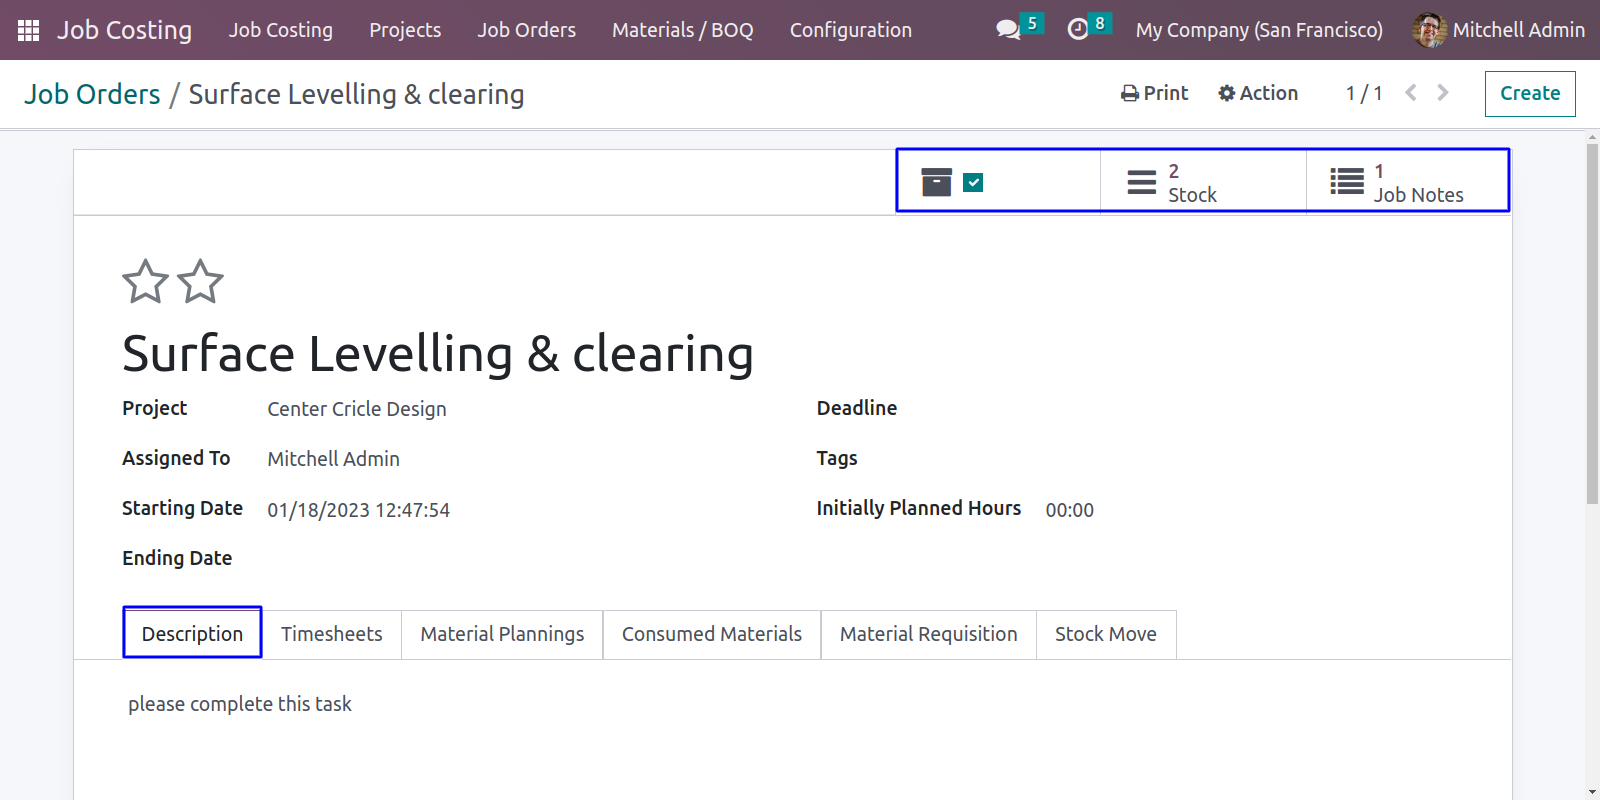 Job Costing Job Costing Projects Job Orders Materials / BOQ Configuration 5 8 My Company (San Francisco) Mitchell Admin
Job Orders / Surface Levelling & clearing Print Action 1 / 1 Create
2
Stock
1
Job Notes
Surface Levelling & clearing
Project Center Cricle Design
Deadline
Assigned To Mitchell Admin
Tags
Starting Date 01/18/2023 12:47:54
Initially Planned Hours 00:00
Ending Date
Description Timesheets Material Plannings Consumed Materials Material Requisition Stock Move
please complete this task